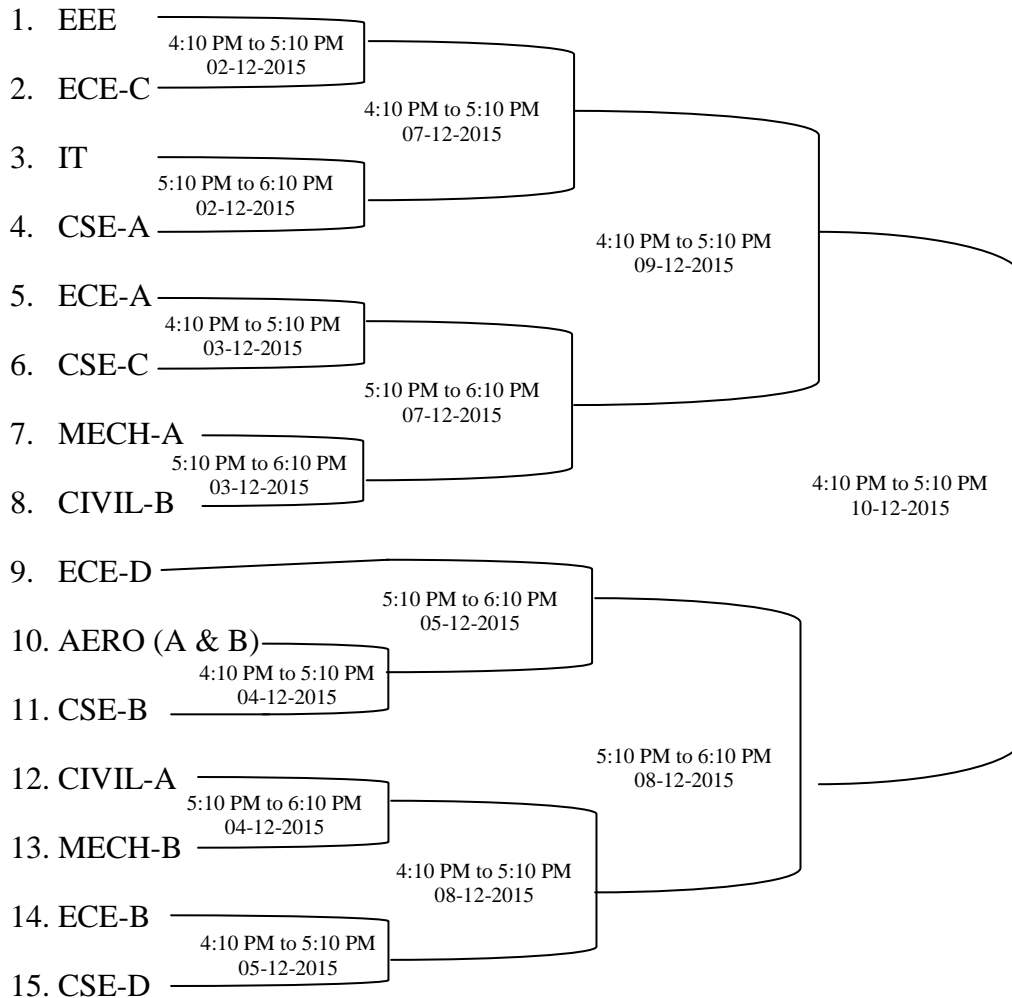 1. EEE
4:10 PM to 5:10 PM
02-12-2015
2. ECE-C
4:10 PM to 5:10 PM
07-12-2015
3. IT
5:10 PM to 6:10 PM
02-12-2015
4. CSE-A
4:10 PM to 5:10 PM
09-12-2015
5. ECE-A
4:10 PM to 5:10 PM
03-12-2015
6. CSE-C
5:10 PM to 6:10 PM
07-12-2015
7. MECH-A
5:10 PM to 6:10 PM
03-12-2015
8. CIVIL-B
4:10 PM to 5:10 PM
10-12-2015
9. ECE-D
5:10 PM to 6:10 PM
05-12-2015
10. AERO (A & B)
4:10 PM to 5:10 PM
04-12-2015
11. CSE-B
5:10 PM to 6:10 PM
08-12-2015
12. CIVIL-A
5:10 PM to 6:10 PM
04-12-2015
13. MECH-B
4:10 PM to 5:10 PM
08-12-2015
14. ECE-B
4:10 PM to 5:10 PM
05-12-2015
15. CSE-D